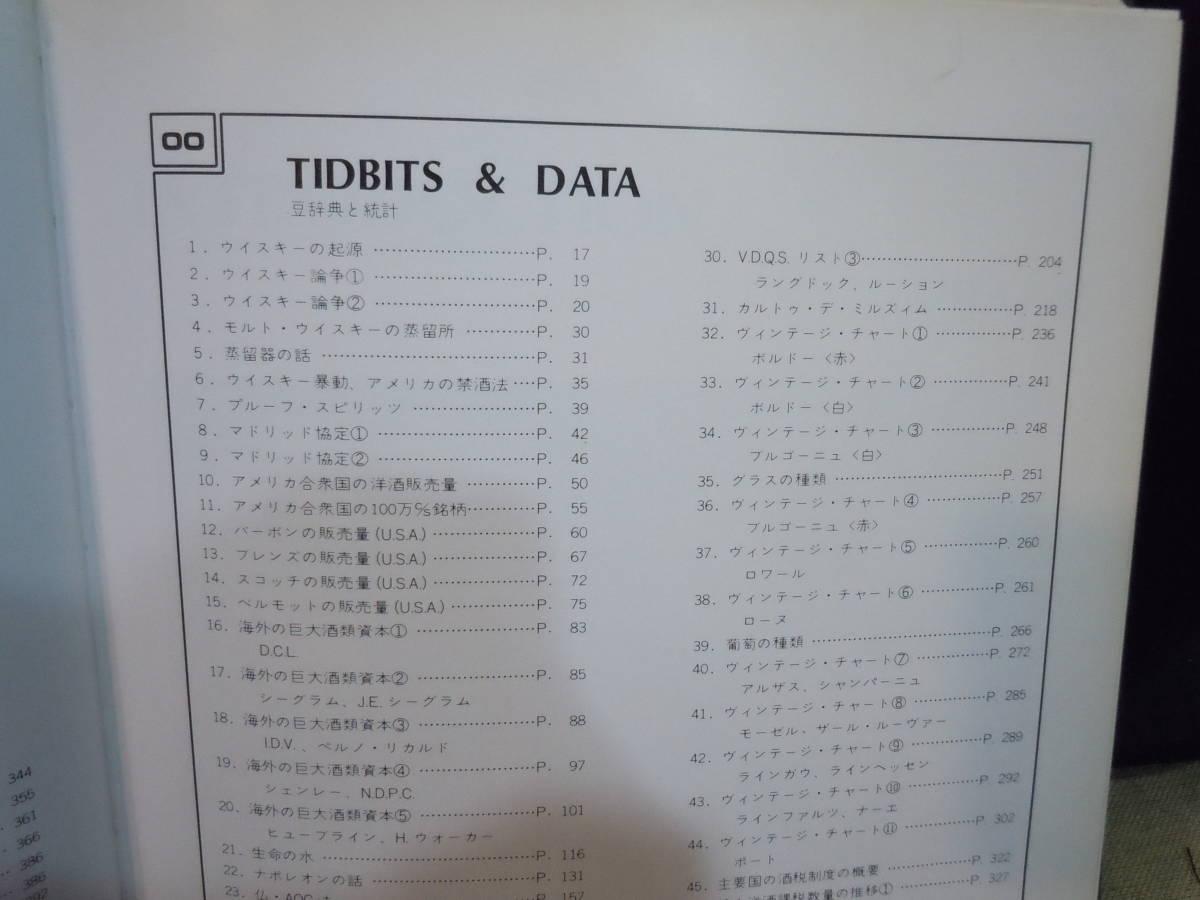 OO
TIDBITS & DATA
豆辞典と統計
1. ウイスキーの起源 …………………………P. 17
2. ウイスキー論争① …………………………P. 19
3. ウイスキー論争② …………………………P. 20
4. モルト・ウイスキーの蒸留所 …………P. 30
5. 蒸留器の話 …………………………………P. 31
6. ウイスキー暴動、アメリカの禁酒法 ‥‥P. 35
7. プルーフ・スピリッツ …………………P. 39
8. マドリッド協定① …………………………P. 42
9. マドリッド協定② …………………………P. 46
10. アメリカ合衆国の洋酒販売量 …………P. 50
11. アメリカ合衆国の100万c/s銘柄…………P. 55
12. バーボンの販売量 (U.S.A.) ………………P. 60
13. ブレンズの販売量 (U.S.A.) ………………P. 67
14. スコッチの販売量 (U.S.A.) ………………P. 72
15. ベルモットの販売量 (U.S.A.) ……………P. 75
16. 海外の巨大酒類資本① …………………P. 83
D.C.L.
17. 海外の巨大酒類資本② …………………P. 85
シーグラム、J.E. シーグラム
18. 海外の巨大酒類資本③ …………………P. 88
I.D.V.、ペルノ・リカルド
19. 海外の巨大酒類資本④ …………………P. 97
シェンレー、N.D.P.C.
20. 海外の巨大酒類資本⑤ …………………P. 101
ヒューブライン、H. ウォーカー
21. 生命の水 …………………………………P. 116
22. ナポレオンの話 …………………………P. 131
23. 仏・AOC …P. 157
30. V.D.Q.S. リスト③…………………………P. 204
ラングドック、ルーション
31. カルトゥ・デ・ミルズィム ……………P. 218
32. ヴィンテージ・チャート① ……………P. 236
ボルドー〈赤〉
33. ヴィンテージ・チャート② ……………P. 241
ボルドー〈白〉
34. ヴィンテージ・チャート③ ……………P. 248
ブルゴーニュ〈白〉
35. グラスの種類 ……………………………P. 251
36. ヴィンテージ・チャート④ ……………P. 257
ブルゴーニュ〈赤〉
37. ヴィンテージ・チャート⑤ ……………P. 260
ロワール
38. ヴィンテージ・チャート⑥ ……………P. 261
ローヌ
39. 葡萄の種類 ………………………………P. 266
40. ヴィンテージ・チャート⑦ ……………P. 272
アルザス、シャンパーニュ
41. ヴィンテージ・チャート⑧ ……………P. 285
モーゼル、ザール・ルーヴァー
42. ヴィンテージ・チャート⑨ ……………P. 289
ラインガウ、ラインヘッセン
43. ヴィンテージ・チャート⑩ ……………P. 292
ラインファルツ、ナーエ
44. ヴィンテージ・チャート⑪ ……………P. 302
ポート
45. 主要国の酒税制度の概要 ………………P. 322
洋酒課税数量の推移① …………………P. 327
344
355
361
366
386
386
392